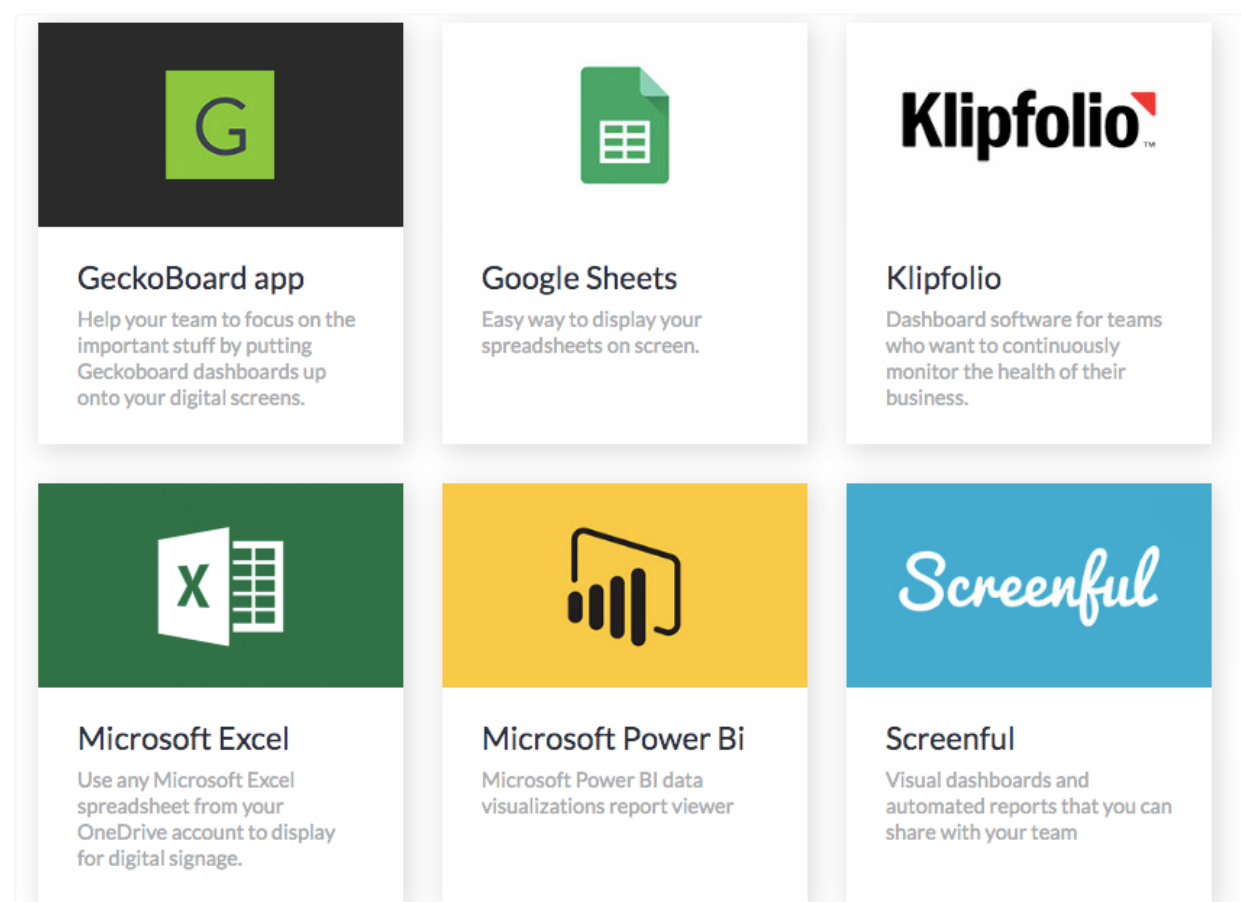 G
Klipfolio™
GeckoBoard app
Help your team to focus on the
important stuff by putting
Geckoboard dashboards up
onto your digital screens.
Google Sheets
Easy way to display your
spreadsheets on screen.
Klipfolio
Dashboard software for teams
who want to continuously
monitor the health of their
business.
X
Screenful
Microsoft Excel
Use any Microsoft Excel
spreadsheet from your
OneDrive account to display
for digital signage.
Microsoft Power Bi
Microsoft Power BI data
visualizations report viewer
Screenful
Visual dashboards and
automated reports that you can
share with your team